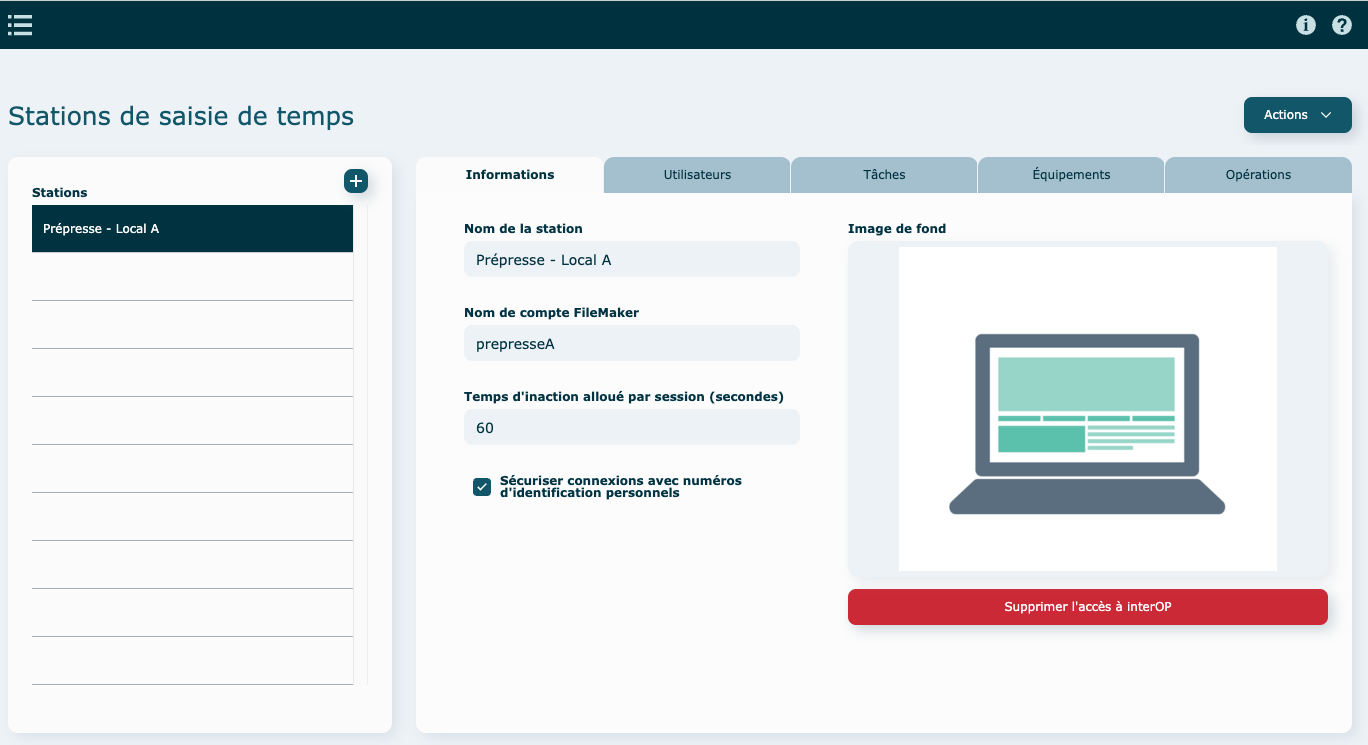 Stations de saisie de temps
Actions
Stations
Prépresse - Local A
Informations
Utilisateurs
Tâches
Équipements
Opérations
Nom de la station
Prépresse - Local A
Nom de compte FileMaker
prepresseA
Temps d'inaction alloué par session (secondes)
60
Sécuriser connexions avec numéros
d'identification personnels
Image de fond
Supprimer l'accès à interOP